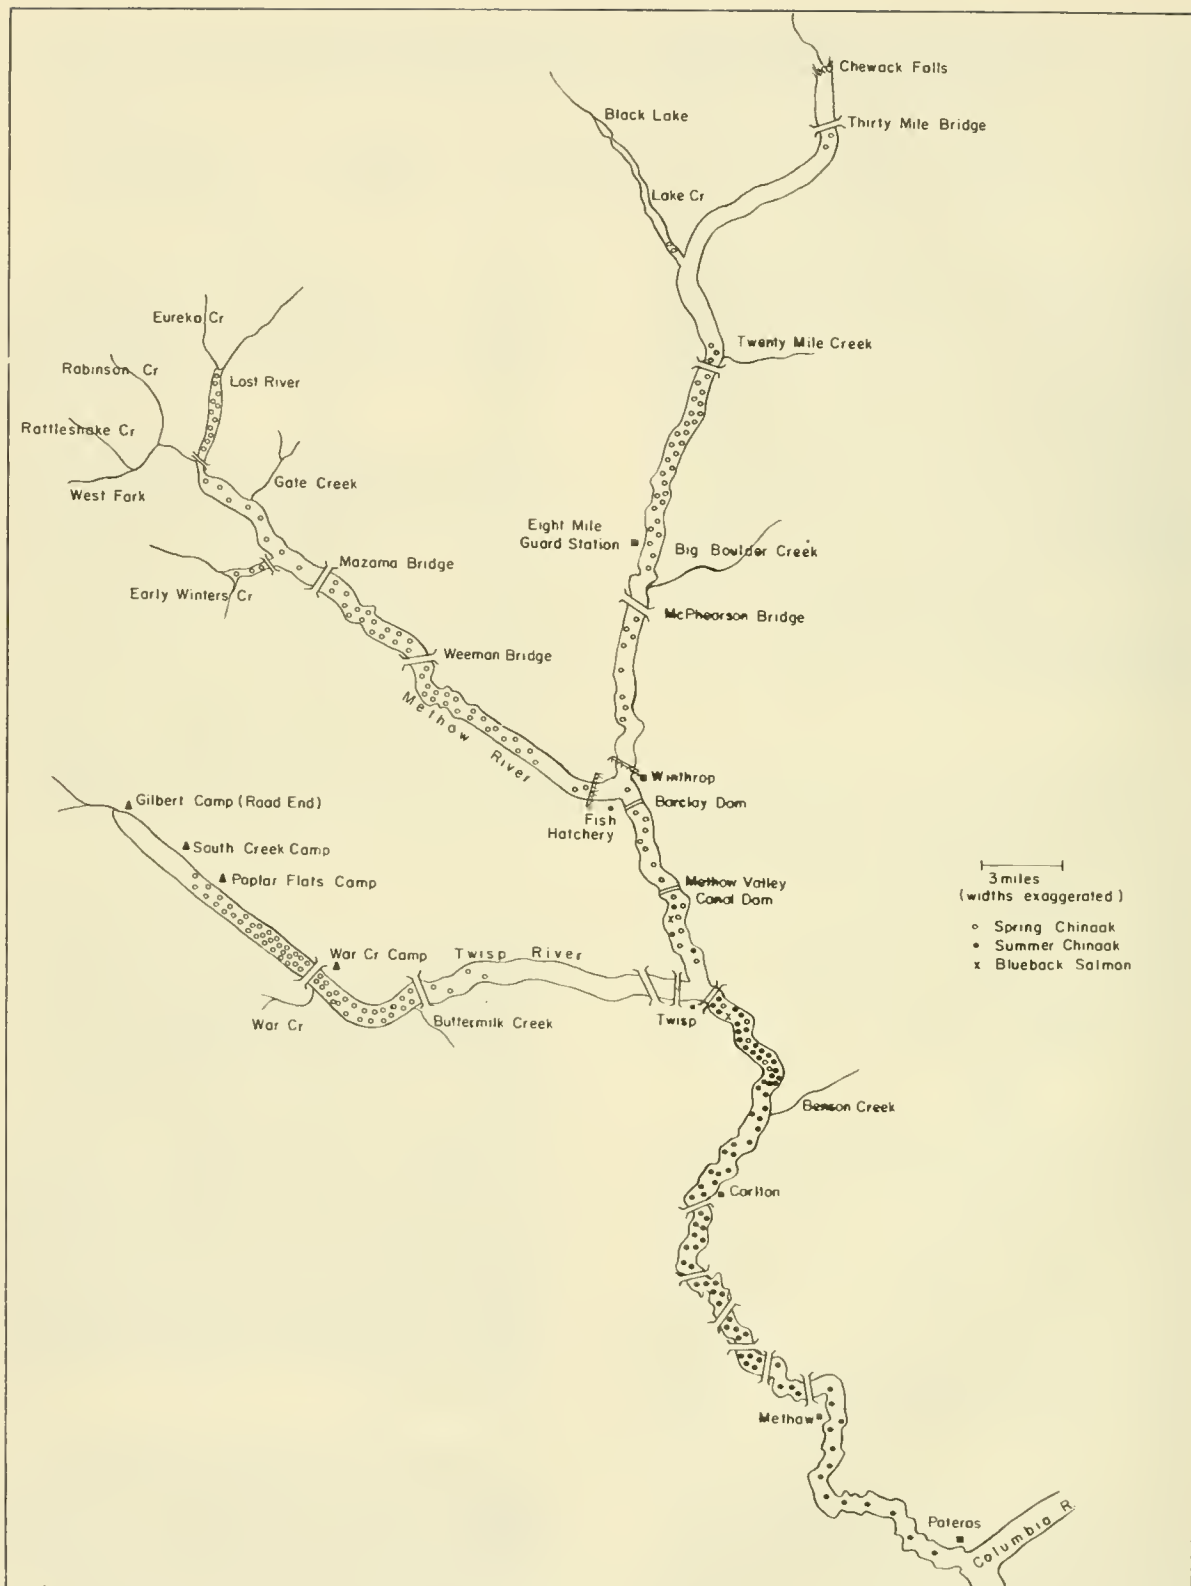 Chewack Falls
Black Lake
Thirty Mile Bridge
Lake Cr
Eureka Cr
Twenty Mile Creek
Robinson Cr
Lost River
Rattleshake Cr
Gate Creek
West Fork
Eight Mile
Guard Station
Big Boulder Creek
Mazama Bridge
Early Winters Cr
McPhearson Bridge
Weeman Bridge
Methow River
Winthrop
Gilbert Camp (Road End)
Barclay Dam
Fish
Hatchery
South Creek Camp
Poplar Flats Camp
Methow Valley
Canal Dam
3 miles
(widths exaggerated)
o Spring Chinook
• Summer Chinook
x Blueback Salmon
War Cr Camp
Twisp River
War Cr
Buttermilk Creek
Twisp
Benson Creek
Carlton
Methow
Pateros
Columbia R.